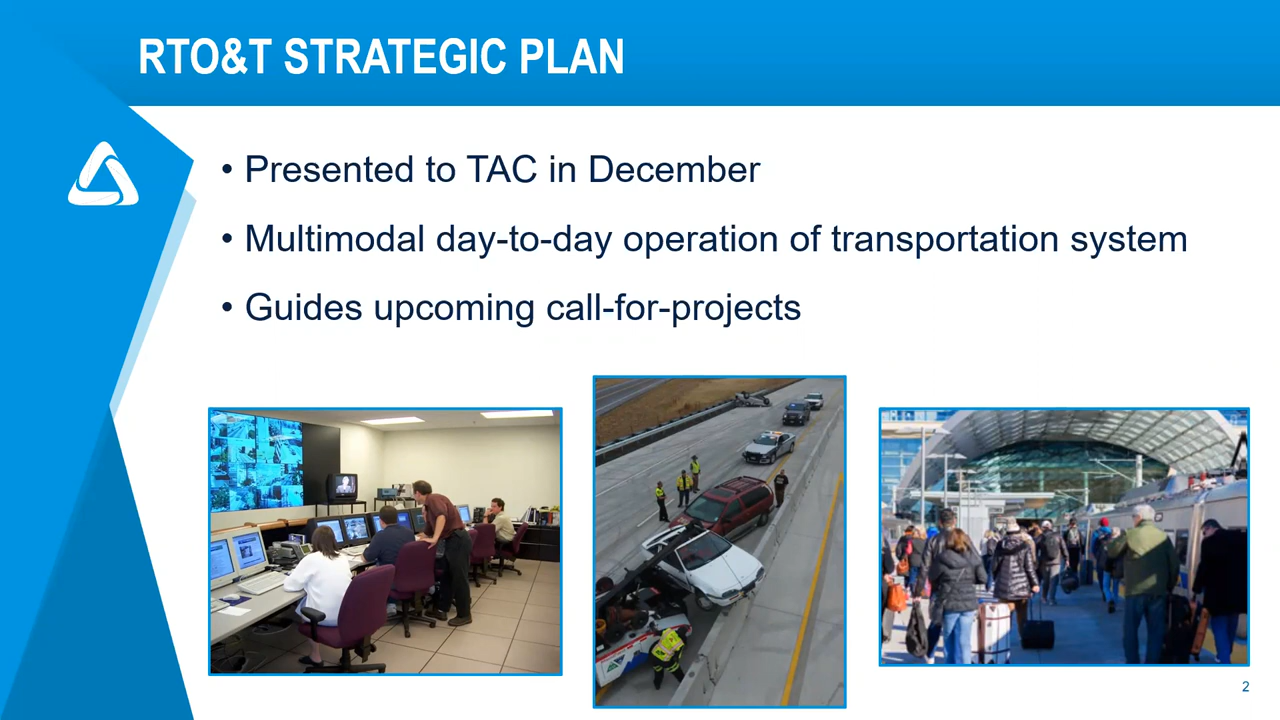 RTO&T STRATEGIC PLAN
• Presented to TAC in December
• Multimodal day-to-day operation of transportation system
• Guides upcoming call-for-projects
2